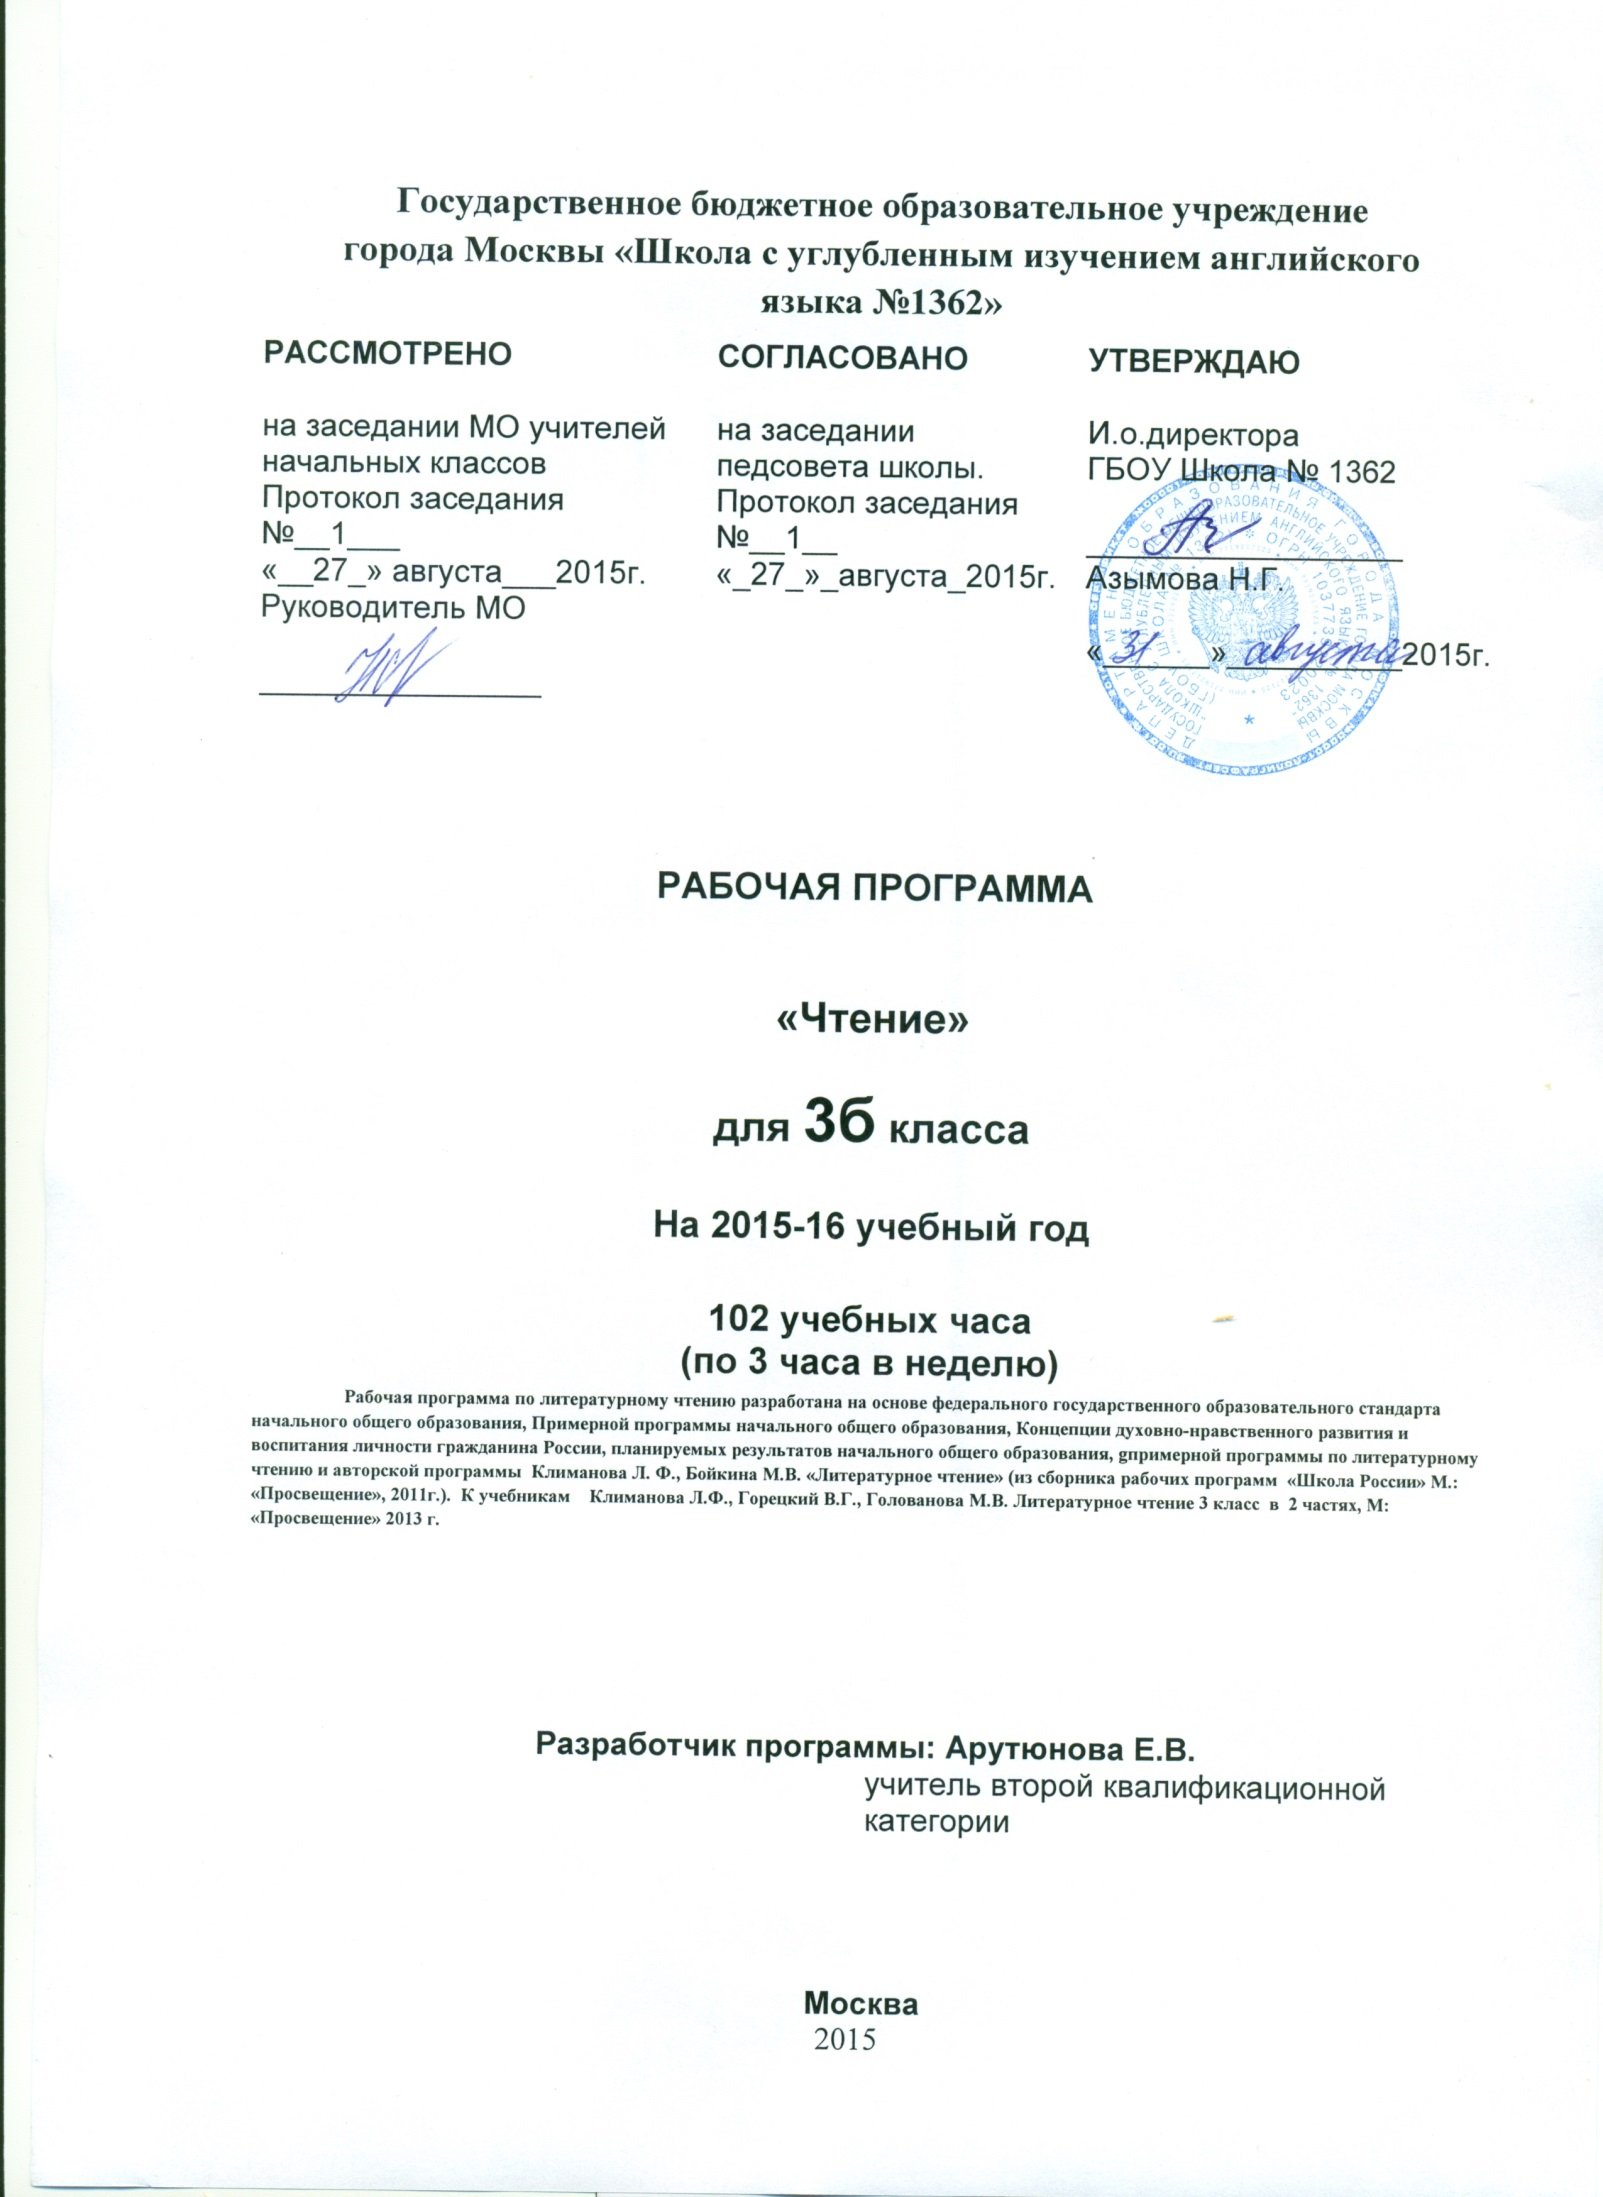 Государственное бюджетное образовательное учреждение
города Москвы «Школа с углубленным изучением английского
языка №1362»
РАССМОТРЕНО
на заседании МО учителей
начальных классов
Протокол заседания
№__1___
«__27_» августа___2015г.
Руководитель МО
СОГЛАСОВАНО
на заседании
педсовета школы.
Протокол заседания
№__1__
«_27_»_августа_2015г.
УТВЕРЖДАЮ
И.о.директора
ГБОУ Школа № 1362
Азымова Н.Г.
«31» августа 2015г.
РАБОЧАЯ ПРОГРАММА
«Чтение»
для 3б класса
На 2015-16 учебный год
102 учебных часа
(по 3 часа в неделю)
Рабочая программа по литературному чтению разработана на основе федерального государственного образовательного стандарта
начального общего образования, Примерной программы начального общего образования, Концепции духовно-нравственного развития и
воспитания личности гражданина России, планируемых результатов начального общего образования, gпримерной программы по литературному
чтению и авторской программы Климанова Л. Ф., Бойкина М.В. «Литературное чтение» (из сборника рабочих программ «Школа России» М.:
«Просвещение», 2011г.). К учебникам Климанова Л.Ф., Горецкий В.Г., Голованова М.В. Литературное чтение 3 класс в 2 частях, М:
«Просвещение» 2013 г.
Разработчик программы: Арутюнова Е.В.
учитель второй квалификационной
категории
Москва
2015